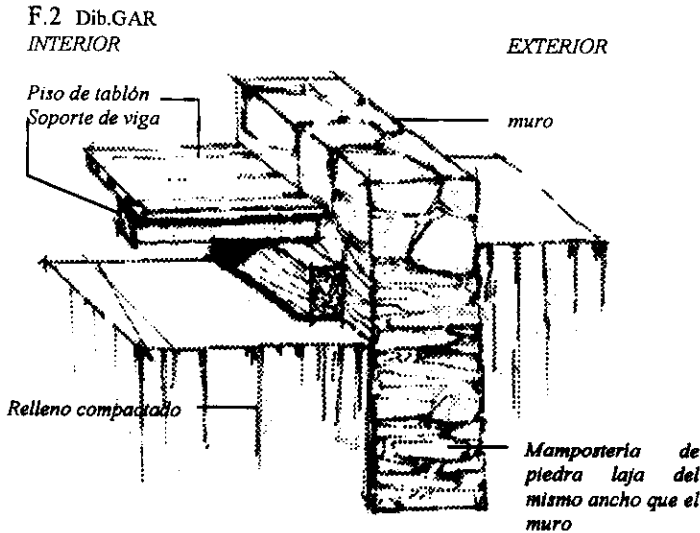 F.2 Dib.GAR
INTERIOR
EXTERIOR
Piso de tablón
Soporte de viga
muro
Relleno compactado
Mampostería de
piedra laja del
mismo ancho que el
muro